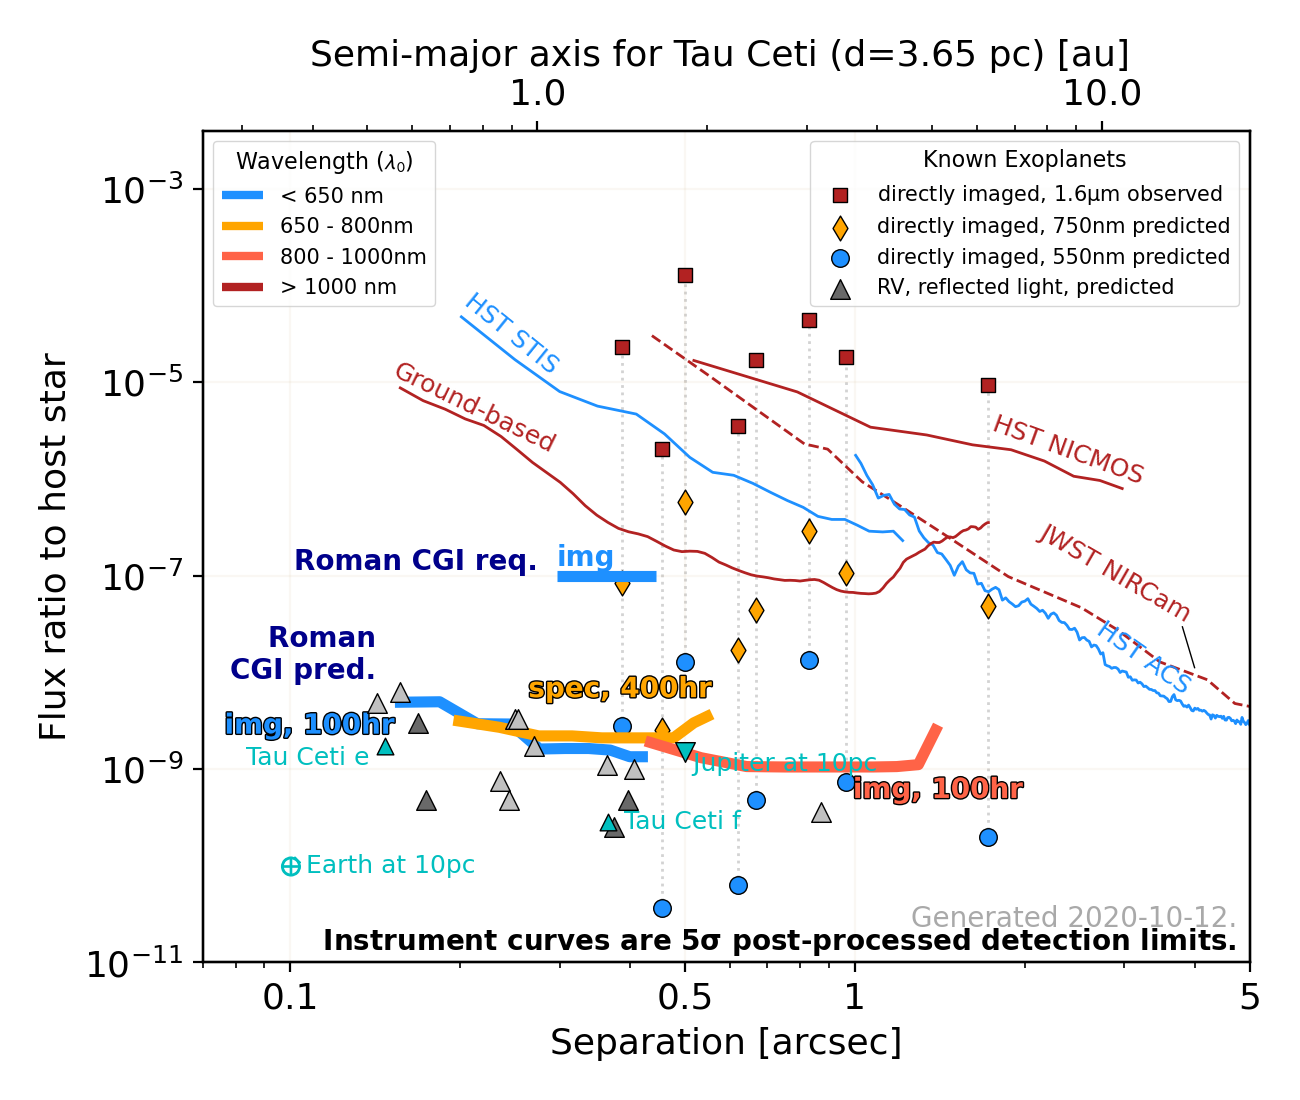 Semi-major axis for Tau Ceti (d=3.65 pc) [au]
1.0 10.0
Wavelength (λ₀)
< 650 nm
650 - 800nm
800 - 1000nm
> 1000 nm
Known Exoplanets
directly imaged, 1.6μm observed
directly imaged, 750nm predicted
directly imaged, 550nm predicted
RV, reflected light, predicted
Flux ratio to host star
10⁻³
10⁻⁵
10⁻⁷
10⁻⁹
10⁻¹¹
HST STIS
Ground-based
HST NICMOS
JWST NIRCam
HST ACS
Roman CGI req. img
Roman
CGI pred.
spec, 400hr
img, 100hr
Tau Ceti e
Jupiter at 10pc
img, 100hr
Tau Ceti f
Earth at 10pc
Generated 2020-10-12.
Instrument curves are 5σ post-processed detection limits.
0.1 0.5 1 5
Separation [arcsec]